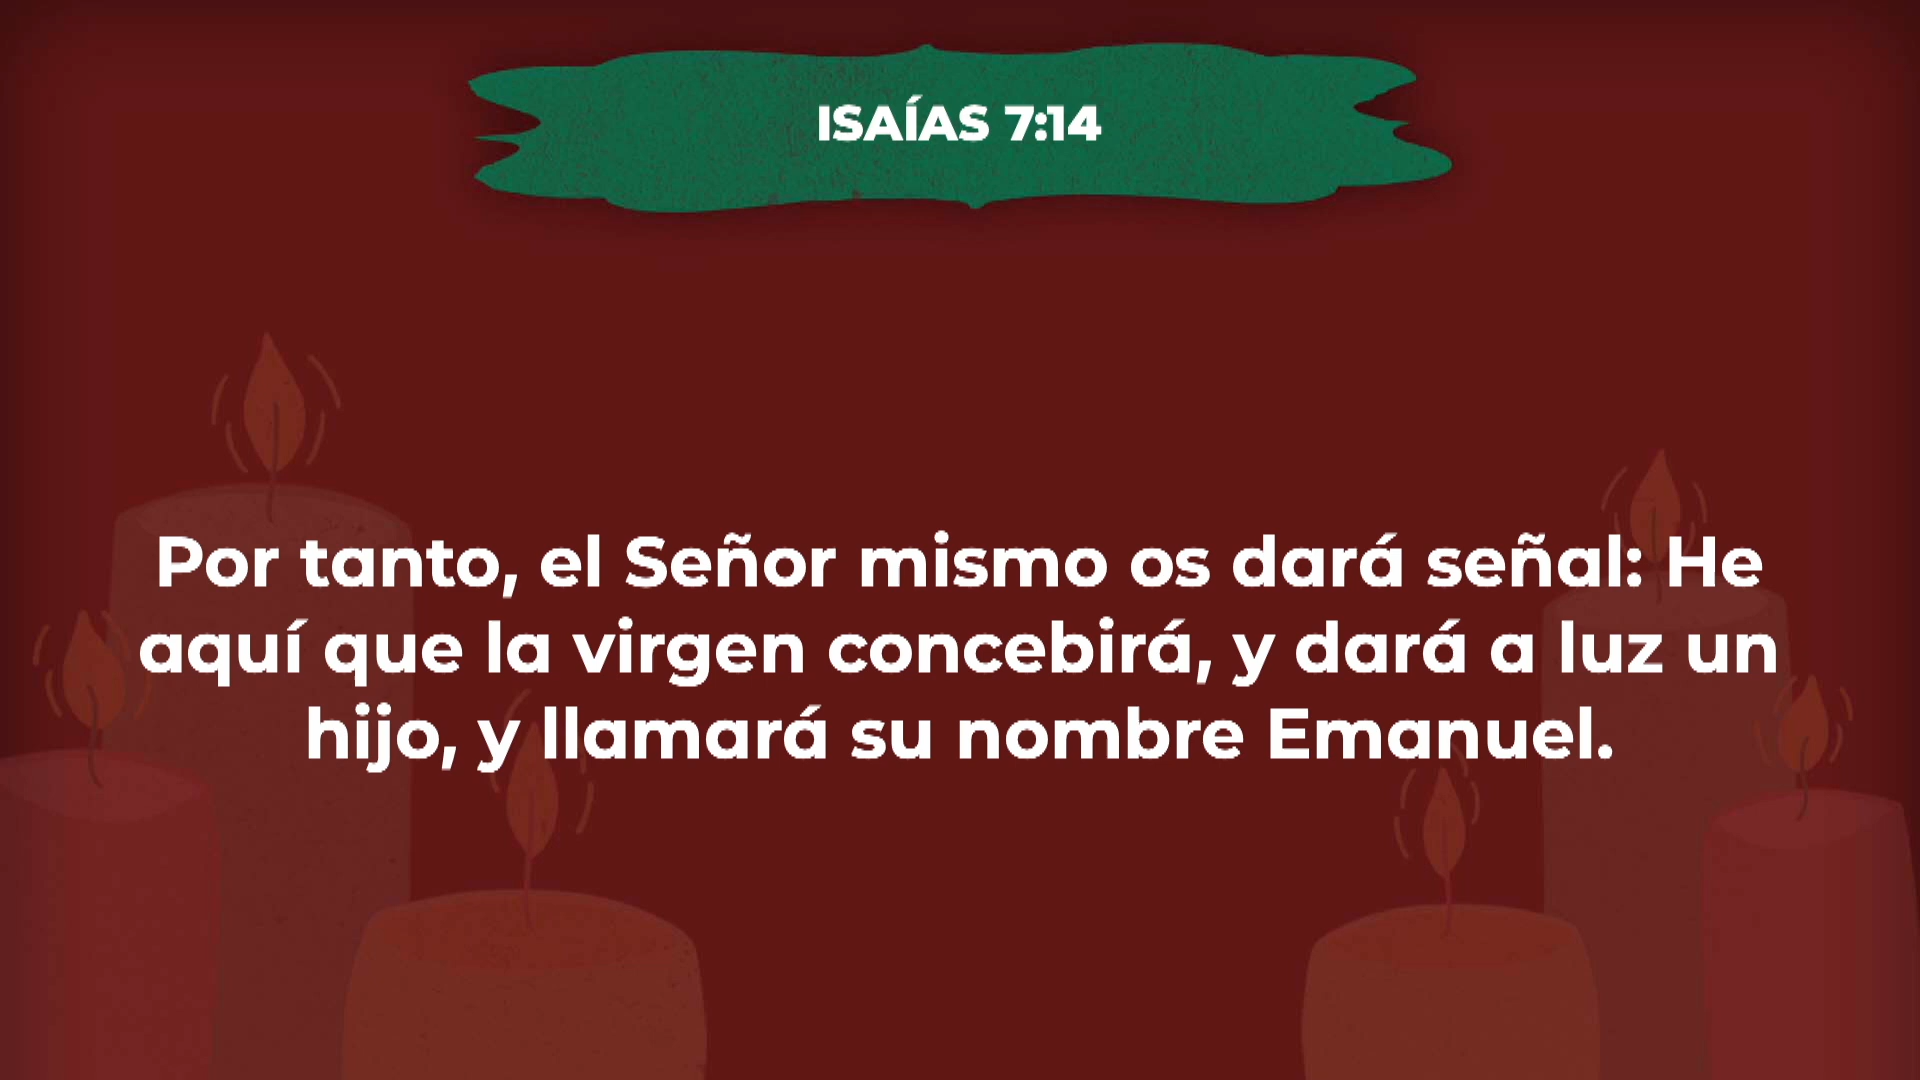 ISAÍAS 7:14
Por tanto, el Señor mismo os dará señal: He
aquí que la virgen concebirá, y dará a luz un
hijo, y llamará su nombre Emanuel.